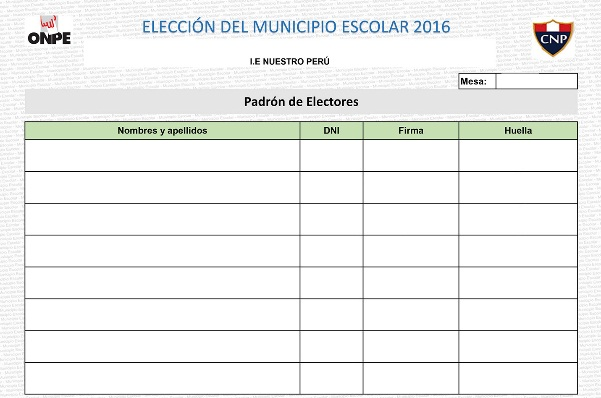 ONPE
ELECCIÓN DEL MUNICIPIO ESCOLAR 2016
CNP
I.E NUESTRO PERÚ
Mesa:
Padrón de Electores
Nombres y apellidos DNI Firma Huella